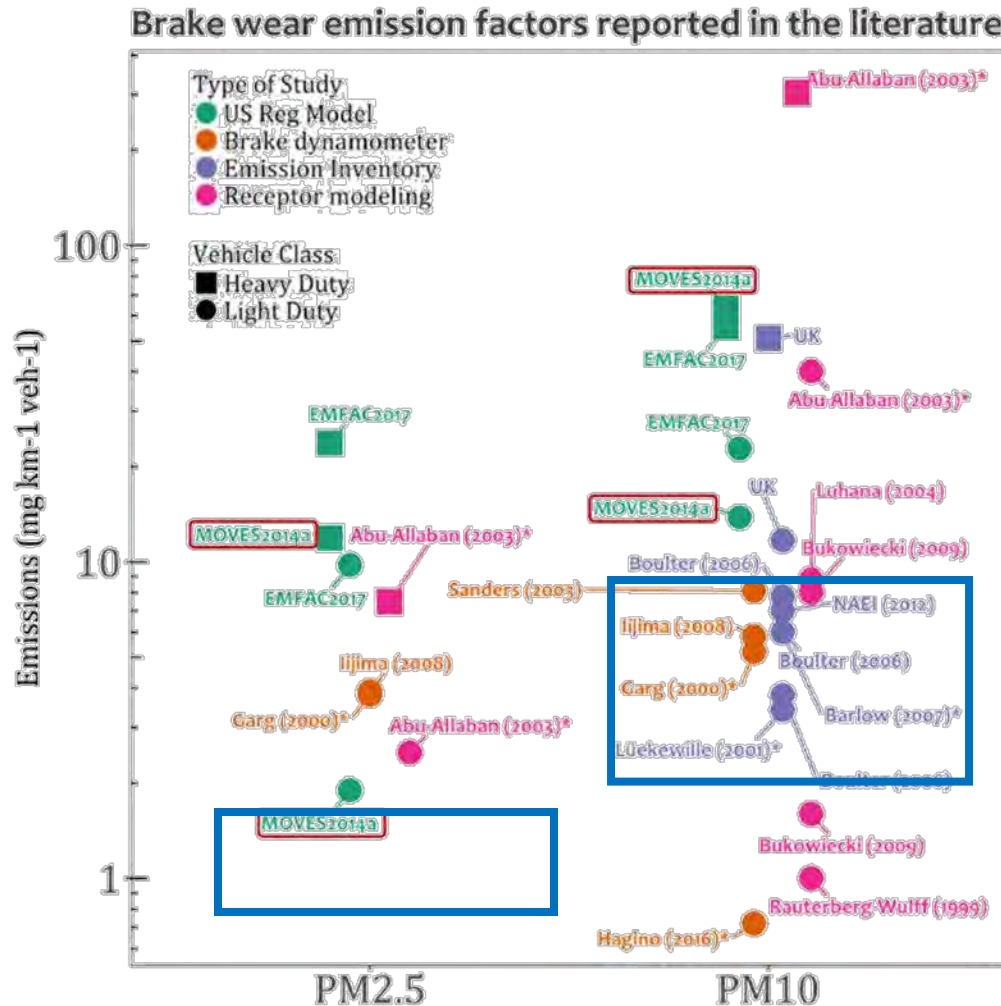 Brake wear emission factors reported in the literature
Type of Study
US Reg Model
Brake dynamometer
Emission Inventory
Receptor modeling
Vehicle Class
Heavy Duty
Light Duty
Emissions (mg km-1 veh-1)
100
10
1
EMFAC2017
MOVES2014a
Abu-Allaban (2003)*
EMFAC2017
Iijima (2008)
Garg (2000)*
Abu-Allaban (2003)*
MOVES2014a
Abu-Allaban (2003)*
MOVES2014a
UK
EMFAC2017
Abu-Allaban (2003)*
EMFAC2017
UK
Luhana (2004)
MOVES2014a
Bukowiecki (2009)
Boulter (2006)
Sanders (2003)
NAEI (2012)
Iijima (2008)
Boulter (2006)
Garg (2000)*
Barlow (2007)*
Lüekewille (2001)*
Boulter (2006)
Bukowiecki (2009)
Rauterberg-Wulff (1999)
Hagino (2016)*
PM2.5
PM10